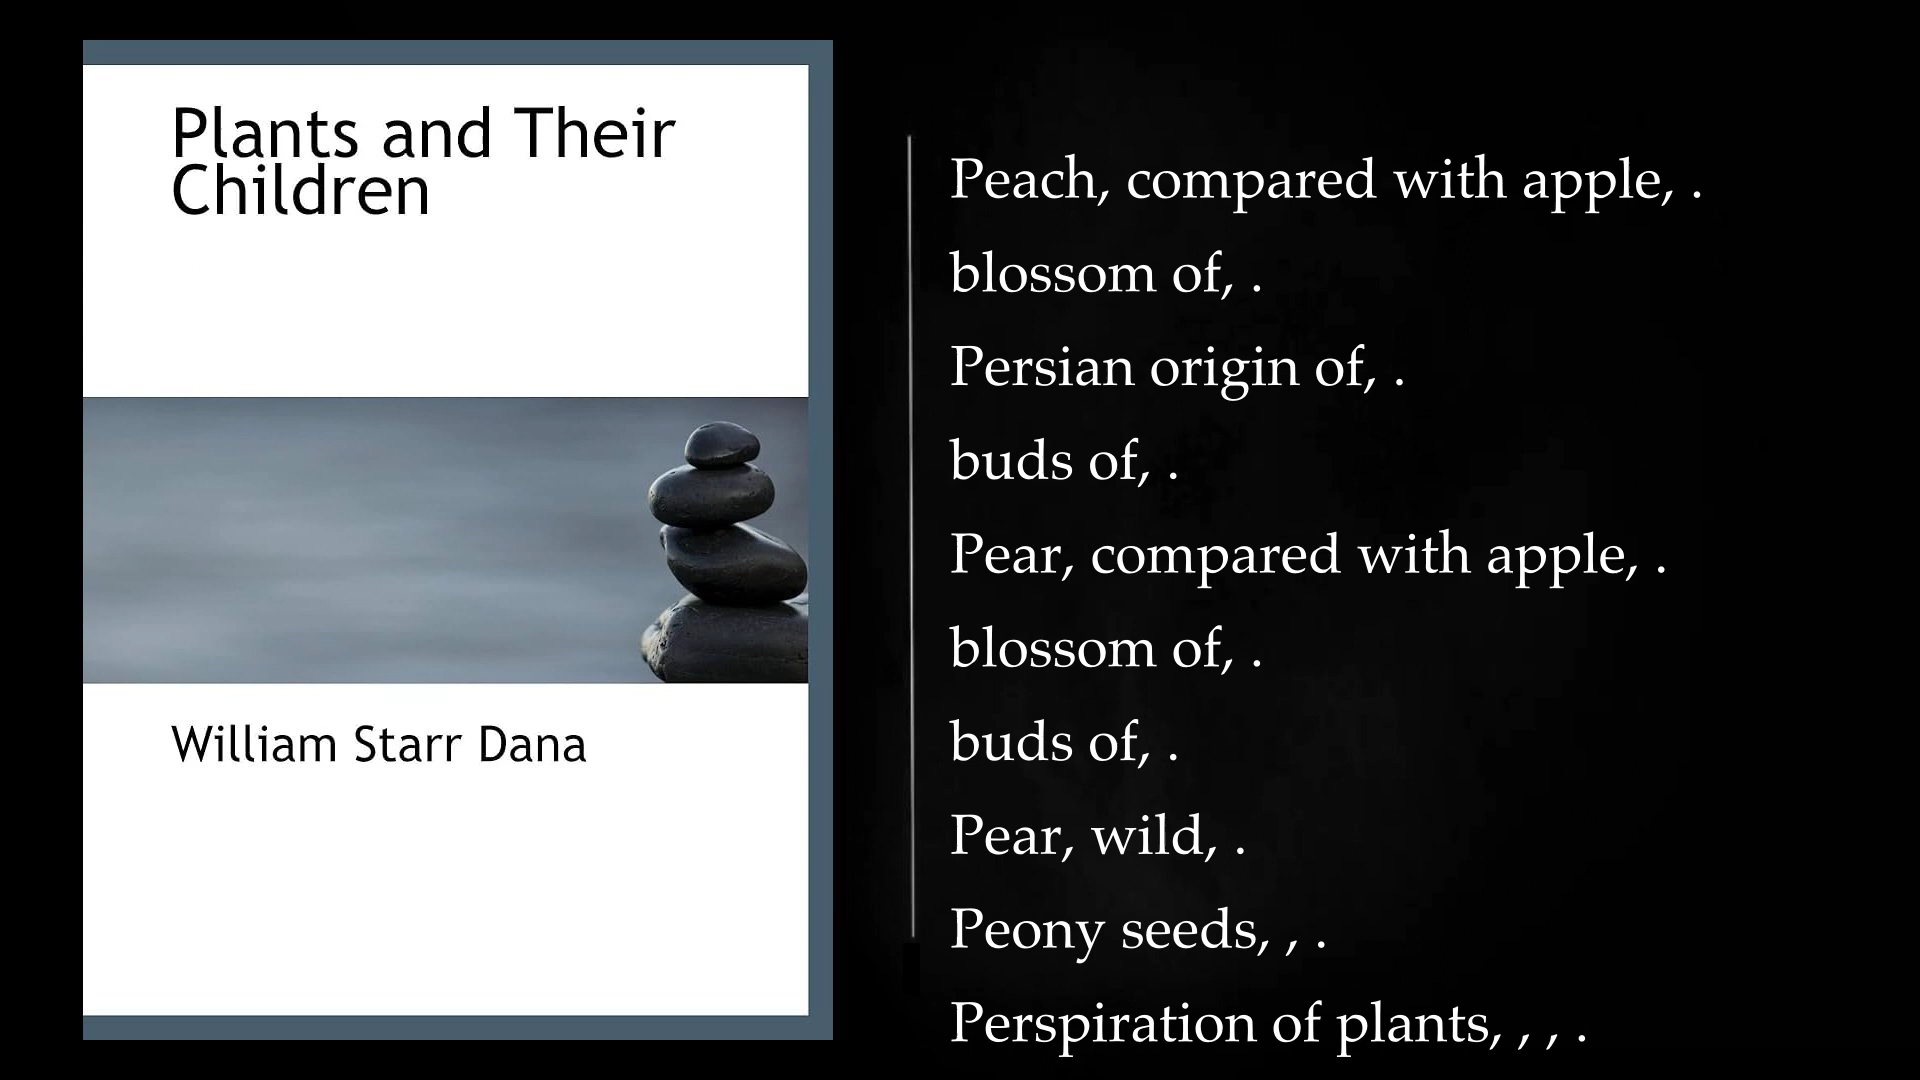 Plants and Their
Children
William Starr Dana
Peach, compared with apple, .
blossom of, .
Persian origin of, .
buds of, .
Pear, compared with apple, .
blossom of, .
buds of, .
Pear, wild, .
Peony seeds, , .
Perspiration of plants, , , .